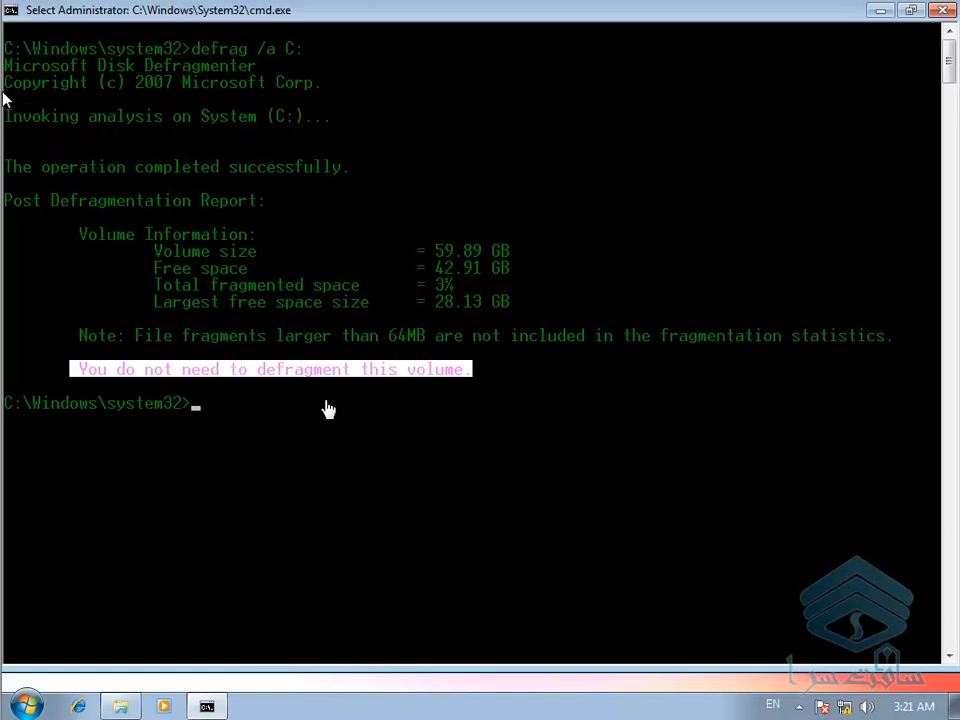 Select Administrator: C:\Windows\System32\cmd.exe
C:\Windows\system32>defrag /a C:
Microsoft Disk Defragmenter
Copyright (c) 2007 Microsoft Corp.
Invoking analysis on System (C:)...
The operation completed successfully.
Post Defragmentation Report:
Volume Information:
Volume size = 59.89 GB
Free space = 42.91 GB
Total fragmented space = 3%
Largest free space size = 28.13 GB
Note: File fragments larger than 64MB are not included in the fragmentation statistics.
You do not need to defragment this volume.
C:\Windows\system32>
سافت سرا
EN
3:21 AM